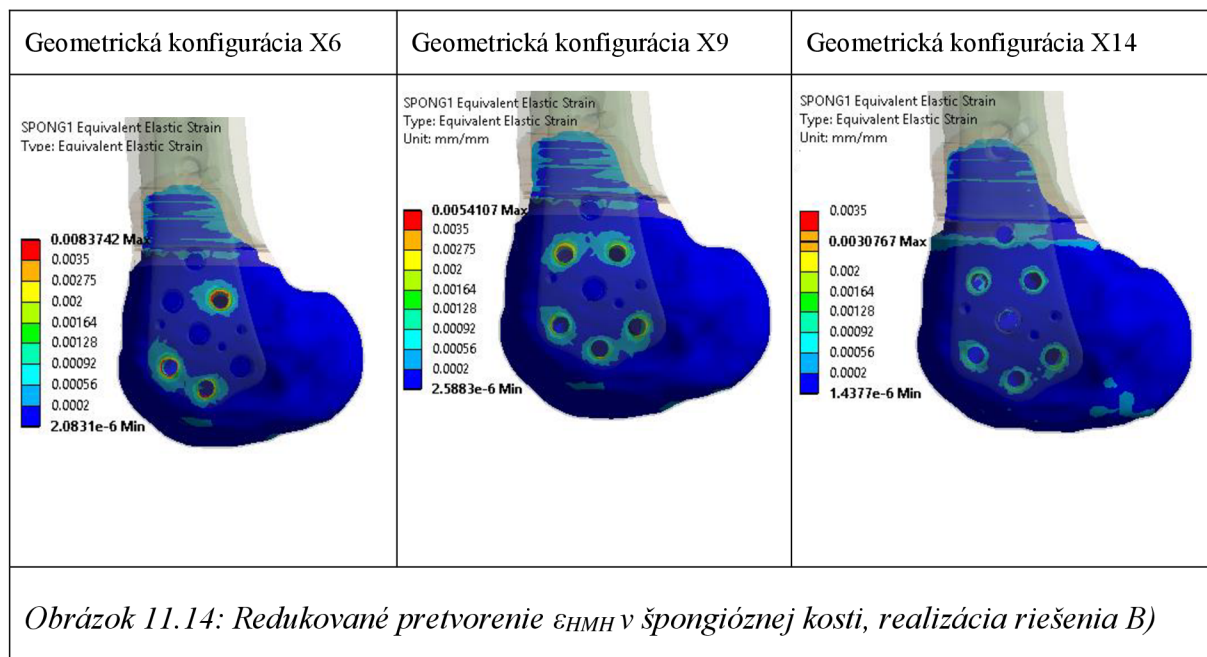 Geometrická konfigurácia X6
Geometrická konfigurácia X9
Geometrická konfigurácia X14
SPONG1 Equivalent Elastic Strain
Type: Equivalent Elastic Strain
0.0083742 Max
0.0035
0.00275
0.002
0.00164
0.00128
0.00092
0.00056
0.0002
2.0831e-6 Min
SPONG1 Equivalent Elastic Strain
Type: Equivalent Elastic Strain
Unit: mm/mm
0.0054107 Max
0.0035
0.00275
0.002
0.00164
0.00128
0.00092
0.00056
0.0002
2.5883e-6 Min
SPONG1 Equivalent Elastic Strain
Type: Equivalent Elastic Strain
Unit: mm/mm
0.0035
0.0030767 Max
0.002
0.00164
0.00128
0.00092
0.00056
0.0002
1.4377e-6 Min
Obrázok 11.14: Redukované pretvorenie εHMH v špongióznej kosti, realizácia riešenia B)